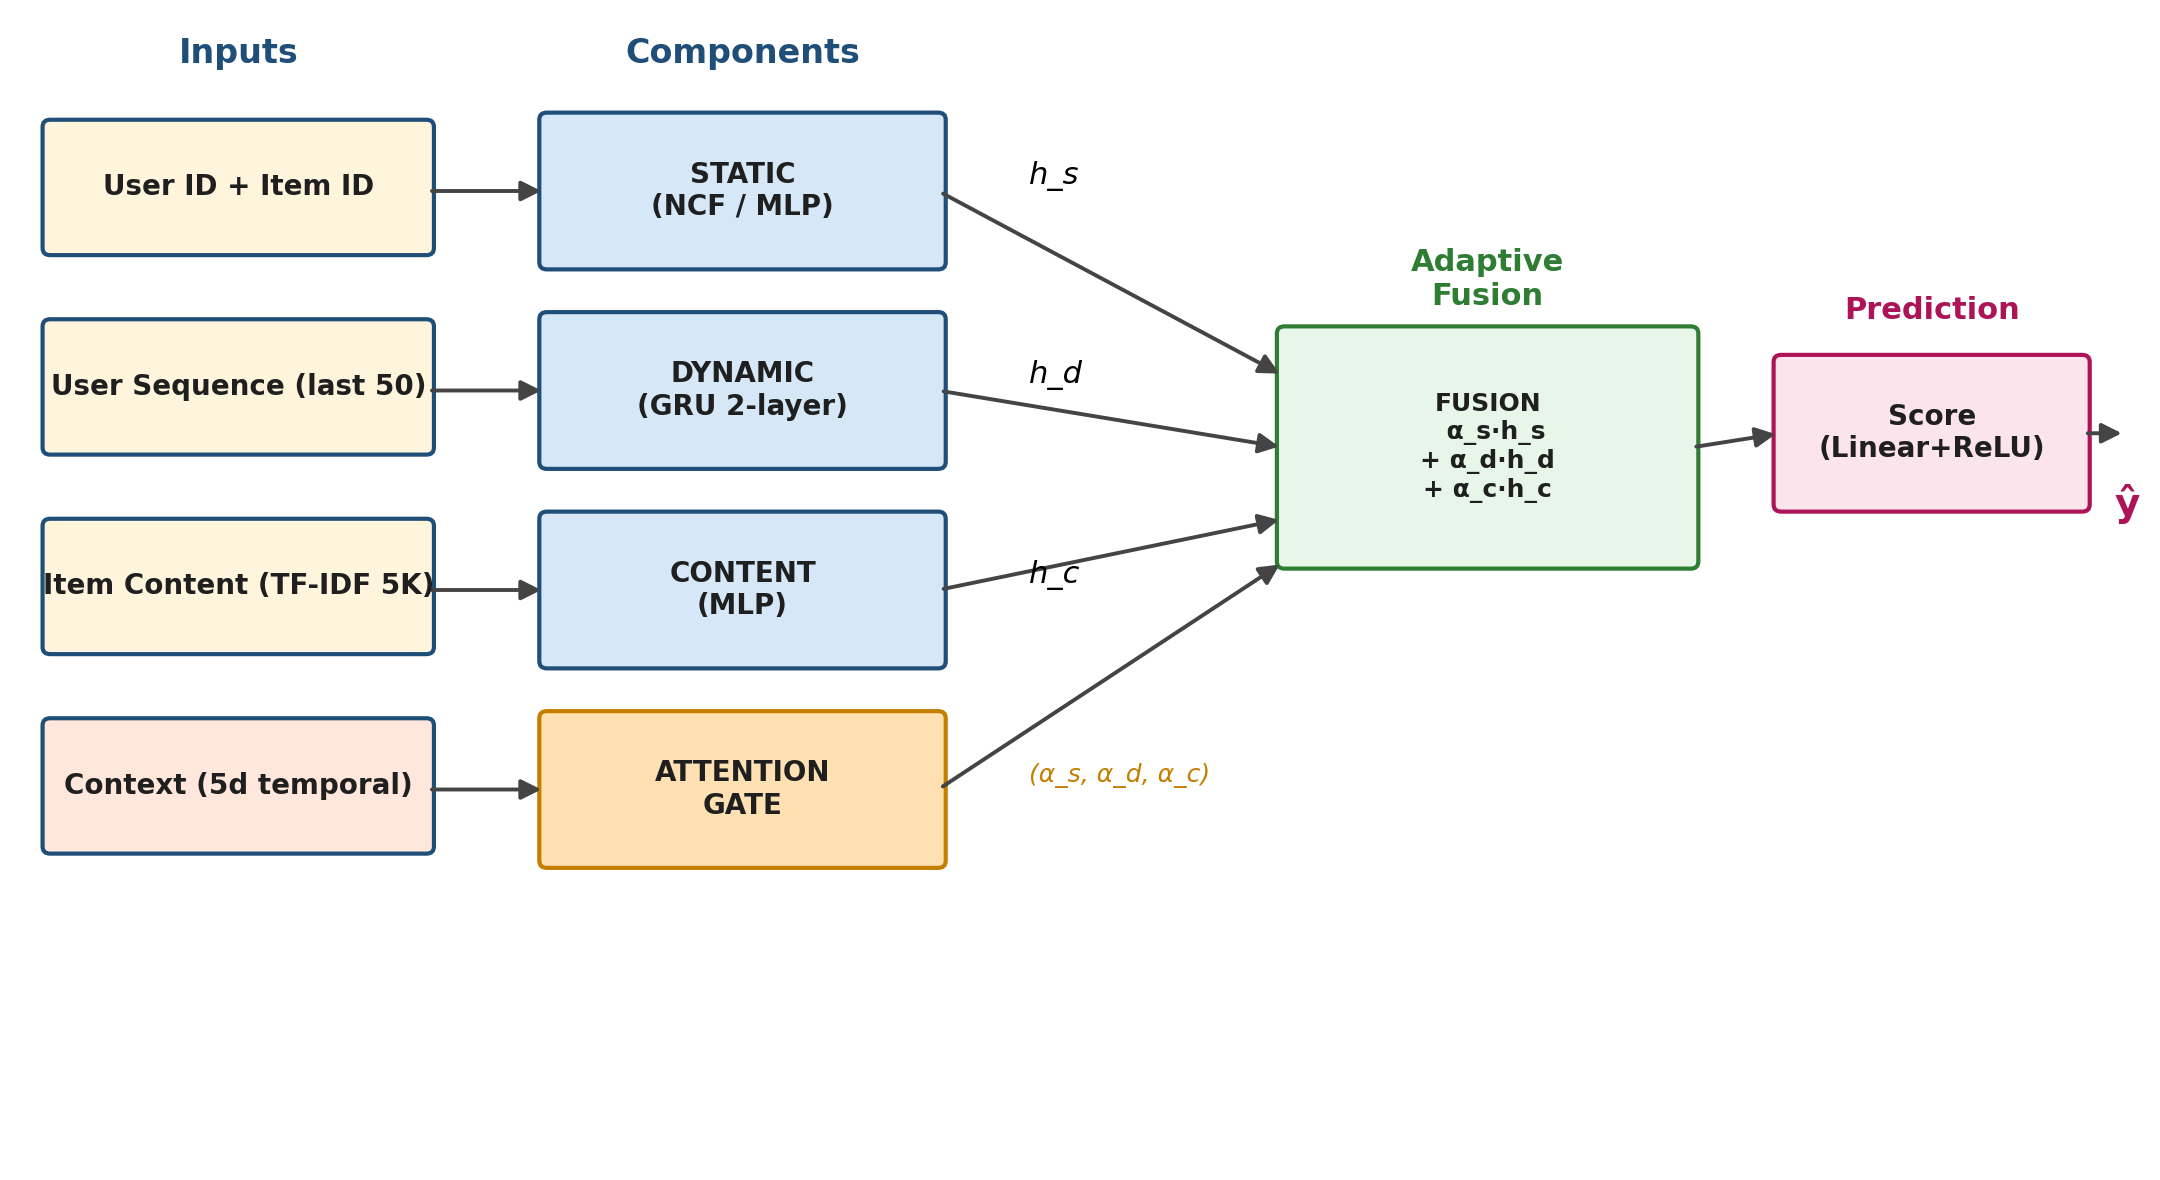 Inputs
Components
User ID + Item ID
STATIC
(NCF / MLP)
h_s
User Sequence (last 50)
DYNAMIC
(GRU 2-layer)
h_d
Item Content (TF-IDF 5K)
CONTENT
(MLP)
h_c
Context (5d temporal)
ATTENTION
GATE
(α_s, α_d, α_c)
Adaptive
Fusion
FUSION
α_s·h_s
+ α_d·h_d
+ α_c·h_c
Prediction
Score
(Linear+ReLU)
ŷ